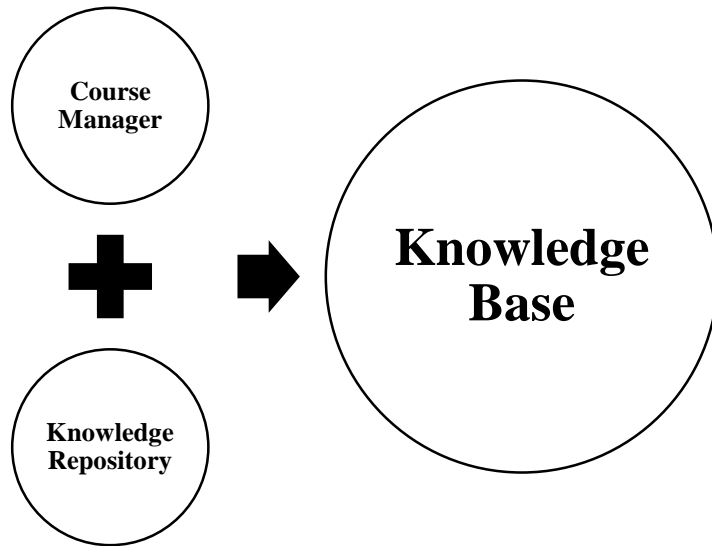 Course
Manager
Knowledge
Repository
Knowledge
Base